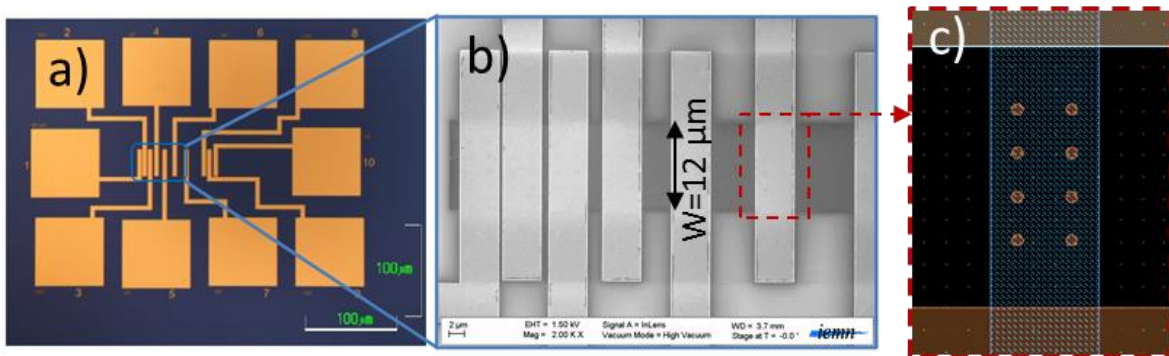 a)
2
4
6
8
1
10
3
5
7
100µm
100µm
b)
W=12 µm
2 µm
EHT = 1.50 kV
Mag = 2.00 K X
Signal A = InLens
Vacuum Mode = High Vacuum
WD = 3.7 mm
Stage at T = -0.0 °
iemn
c)